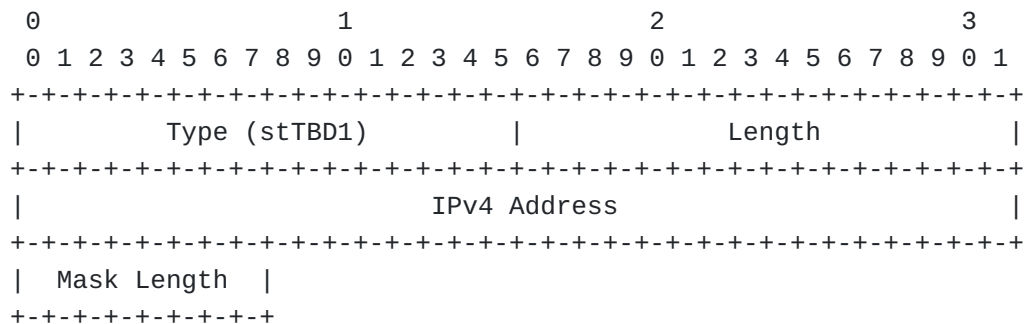 0                   1                   2                   3
 0 1 2 3 4 5 6 7 8 9 0 1 2 3 4 5 6 7 8 9 0 1 2 3 4 5 6 7 8 9 0 1
+-+-+-+-+-+-+-+-+-+-+-+-+-+-+-+-+-+-+-+-+-+-+-+-+-+-+-+-+-+-+-+-+
|         Type (stTBD1)         |             Length            |
+-+-+-+-+-+-+-+-+-+-+-+-+-+-+-+-+-+-+-+-+-+-+-+-+-+-+-+-+-+-+-+-+
|                          IPv4 Address                         |
+-+-+-+-+-+-+-+-+-+-+-+-+-+-+-+-+-+-+-+-+-+-+-+-+-+-+-+-+-+-+-+-+
|  Mask Length  |
+-+-+-+-+-+-+-+-+